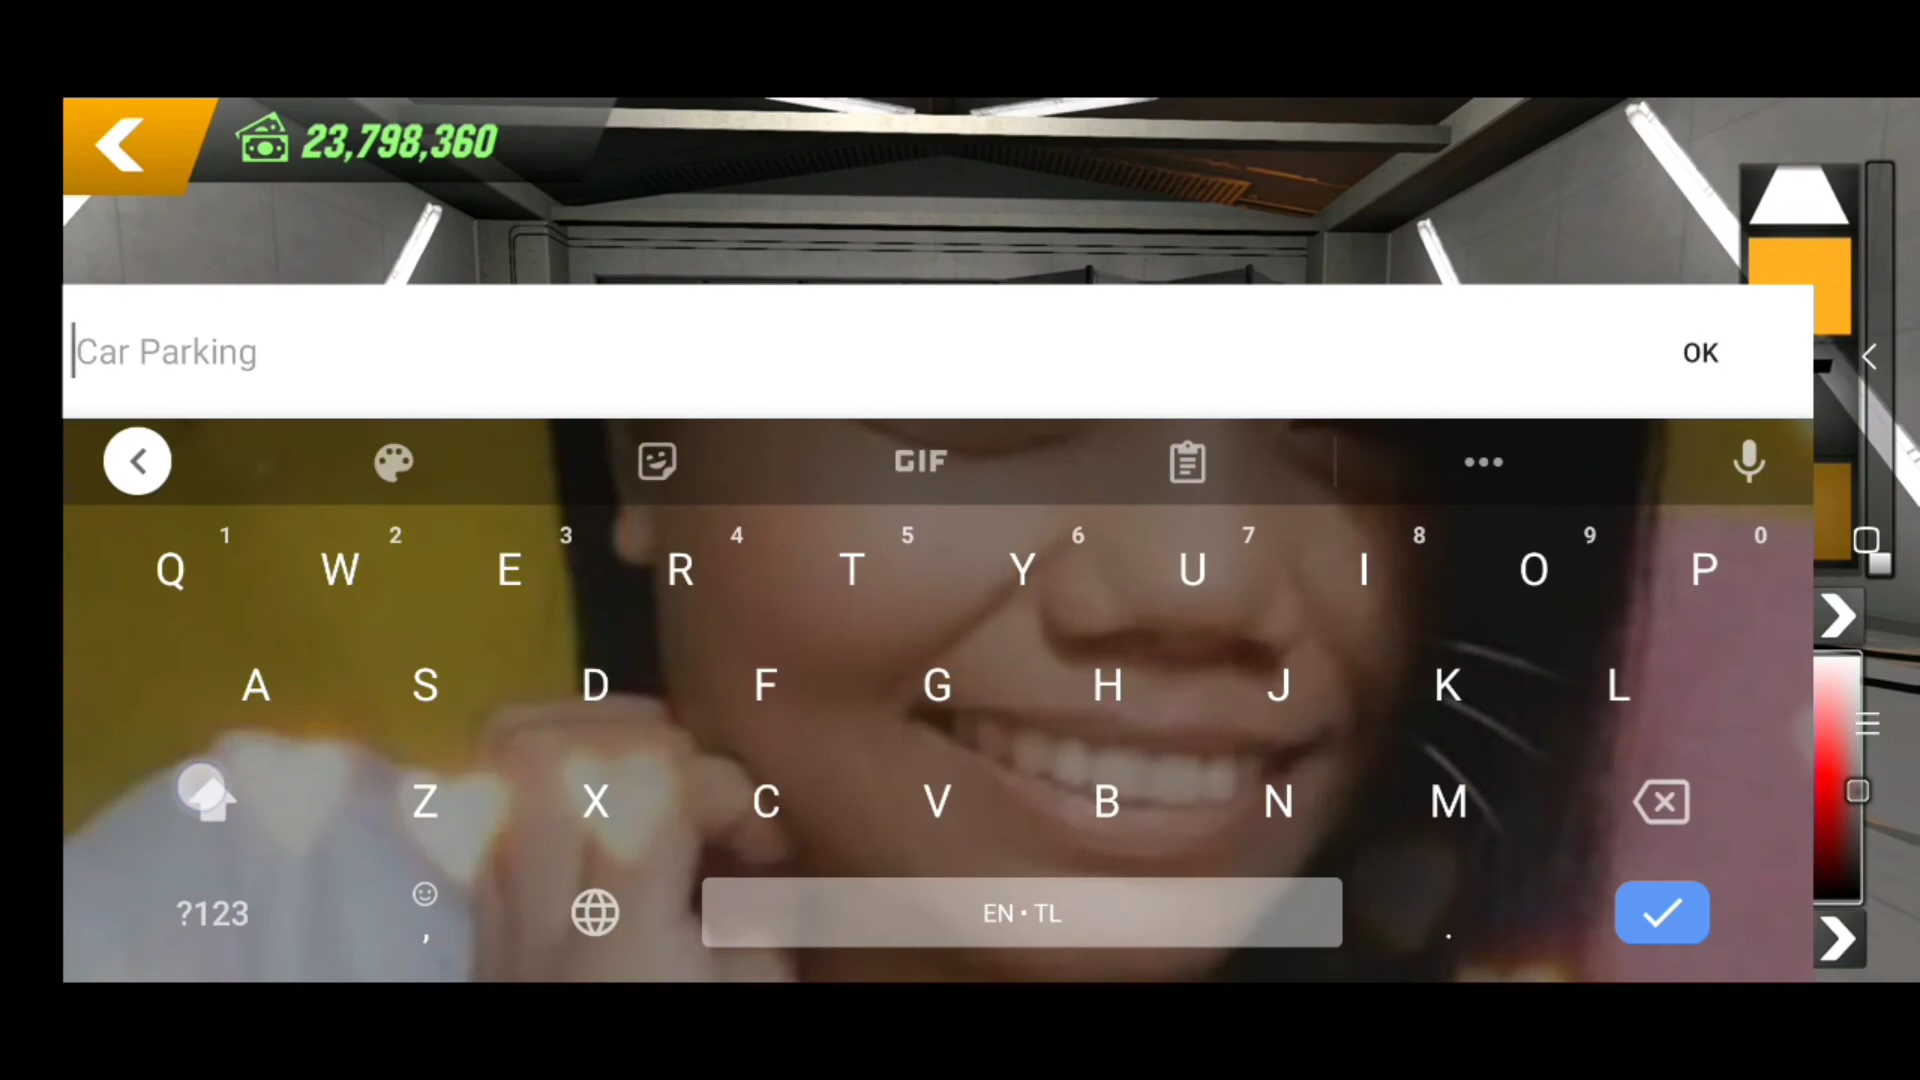 23,798,360
Car Parking
OK
GIF
1 2 3 4 5 6 7 8 9 0
Q W E R T Y U I O P
A S D F G H J K L
Z X C V B N M
?123 , EN • TL .